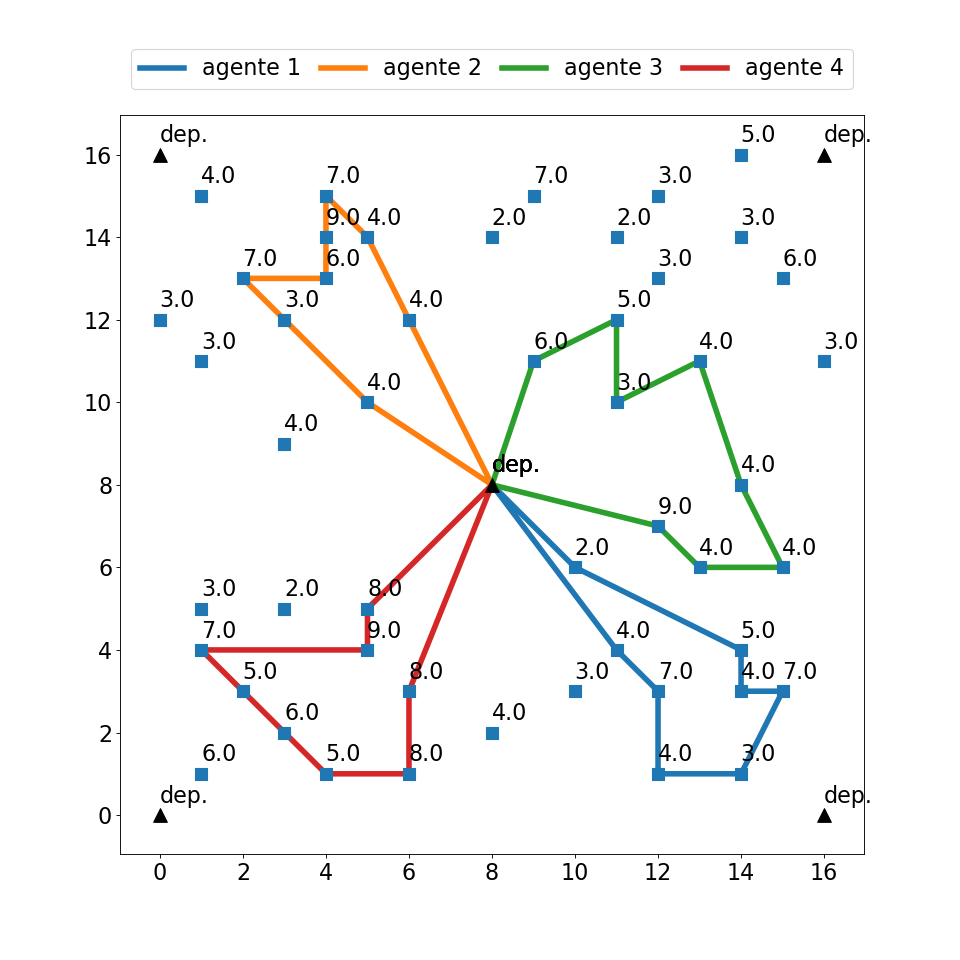 agente 1 agente 2 agente 3 agente 4
dep. 5.0 dep.
16
4.0 7.0 7.0 3.0
9.0 4.0 2.0 2.0 3.0
14
7.0 6.0 3.0 6.0
3.0 3.0 4.0 5.0
12
3.0 6.0 4.0 3.0
4.0 3.0
10
4.0
dep. 4.0
8
9.0
2.0 4.0 4.0
6
3.0 2.0 8.0
7.0 9.0 4.0 5.0
4
5.0 8.0 3.0 7.0 4.0 7.0
6.0 4.0
2
6.0 5.0 8.0 4.0 3.0
dep. dep.
0
0 2 4 6 8 10 12 14 16